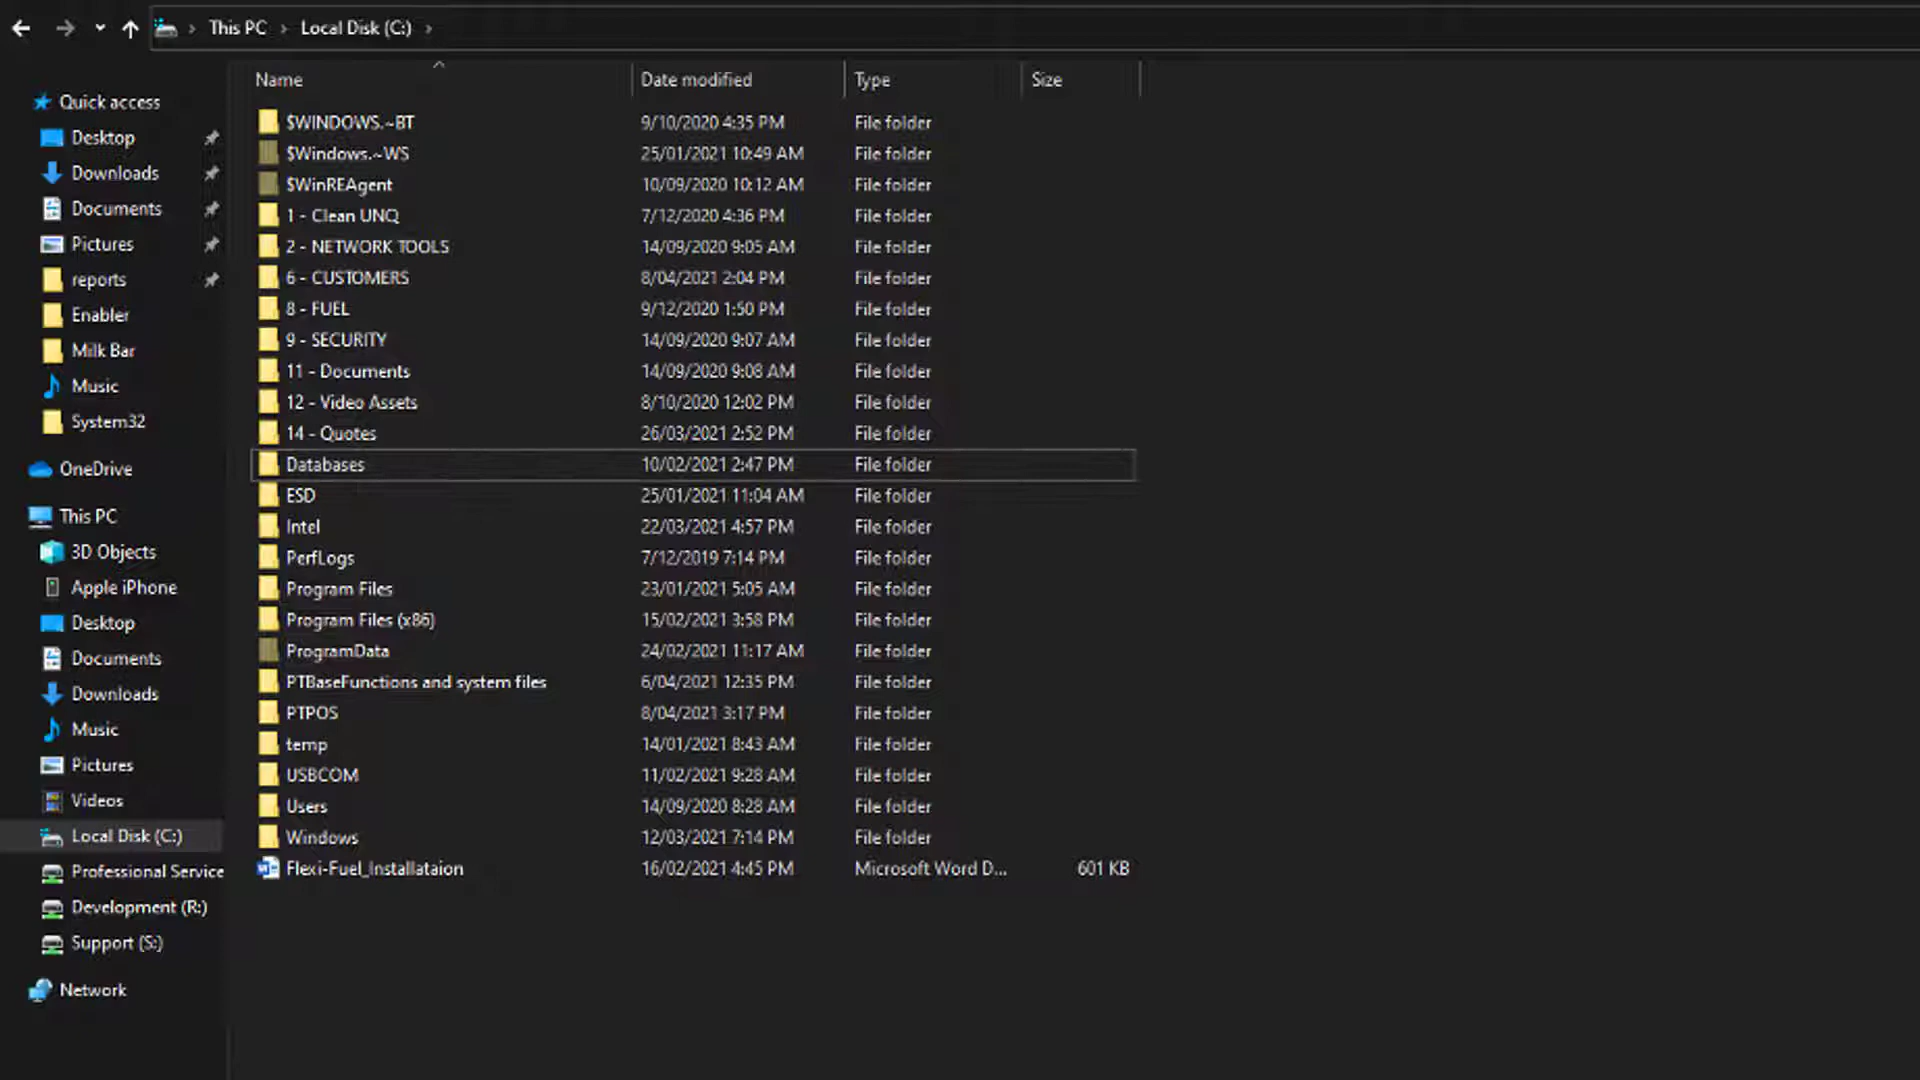 This PC > Local Disk (C:) >
Name Date modified Type Size
Quick access
Desktop
Downloads
Documents
Pictures
reports
Enabler
Milk Bar
Music
System32
OneDrive
This PC
3D Objects
Apple iPhone
Desktop
Documents
Downloads
Music
Pictures
Videos
Local Disk (C:)
Professional Service
Development (R:)
Support (S:)
Network
$WINDOWS.~BT 9/10/2020 4:35 PM File folder
$Windows.~WS 25/01/2021 10:49 AM File folder
$WinREAgent 10/09/2020 10:12 AM File folder
1 - Clean UNQ 7/12/2020 4:36 PM File folder
2 - NETWORK TOOLS 14/09/2020 9:05 AM File folder
6 - CUSTOMERS 8/04/2021 2:04 PM File folder
8 - FUEL 9/12/2020 1:50 PM File folder
9 - SECURITY 14/09/2020 9:07 AM File folder
11 - Documents 14/09/2020 9:08 AM File folder
12 - Video Assets 8/10/2020 12:02 PM File folder
14 - Quotes 26/03/2021 2:52 PM File folder
Databases 10/02/2021 2:47 PM File folder
ESD 25/01/2021 11:04 AM File folder
Intel 22/03/2021 4:57 PM File folder
PerfLogs 7/12/2019 7:14 PM File folder
Program Files 23/01/2021 5:05 AM File folder
Program Files (x86) 15/02/2021 3:58 PM File folder
ProgramData 24/02/2021 11:17 AM File folder
PTBaseFunctions and system files 6/04/2021 12:35 PM File folder
PTPOS 8/04/2021 3:17 PM File folder
temp 14/01/2021 8:43 AM File folder
USBCOM 11/02/2021 9:28 AM File folder
Users 14/09/2020 8:28 AM File folder
Windows 12/03/2021 7:14 PM File folder
Flexi-Fuel_Installataion 16/02/2021 4:45 PM Microsoft Word D... 601 KB